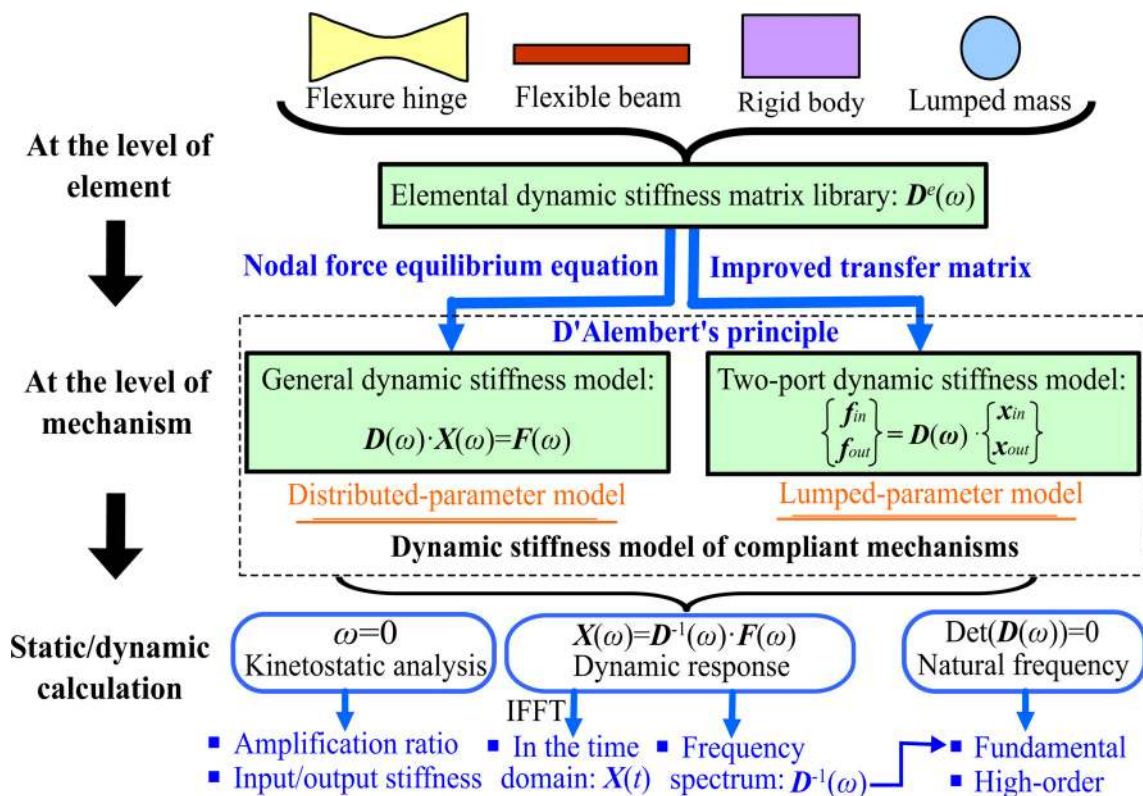 Flexure hinge
Flexible beam
Rigid body
Lumped mass
At the level of
element
Elemental dynamic stiffness matrix library: Dᵉ(ω)
Nodal force equilibrium equation
Improved transfer matrix
D'Alembert's principle
At the level of
mechanism
General dynamic stiffness model:
D(ω)·X(ω)=F(ω)
Distributed-parameter model
Two-port dynamic stiffness model:
{f_in
f_out} = D(ω) · {x_in
x_out}
Lumped-parameter model
Dynamic stiffness model of compliant mechanisms
Static/dynamic
calculation
ω=0
Kinetostatic analysis
X(ω)=D⁻¹(ω)·F(ω)
Dynamic response
Det(D(ω))=0
Natural frequency
IFFT
▪ Amplification ratio
▪ Input/output stiffness
▪ In the time
domain: X(t)
▪ Frequency
spectrum: D⁻¹(ω)
▪ Fundamental
▪ High-order